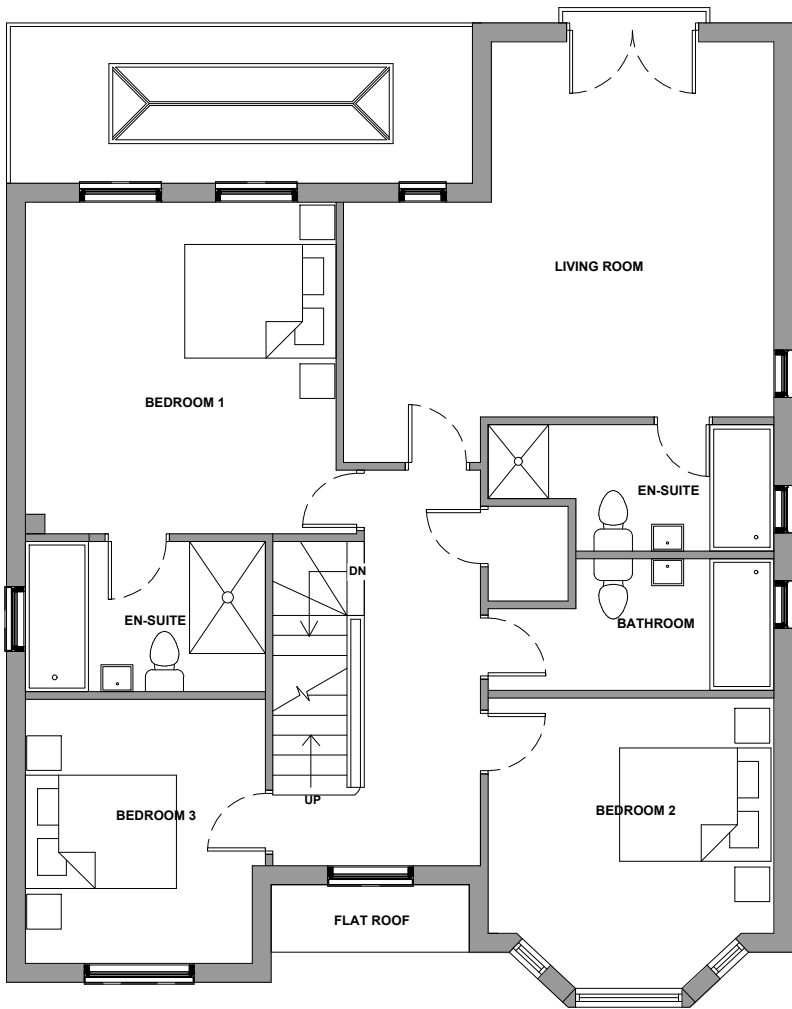 LIVING ROOM
BEDROOM 1
EN-SUITE
DN
EN-SUITE
BATHROOM
UP
BEDROOM 3
BEDROOM 2
FLAT ROOF